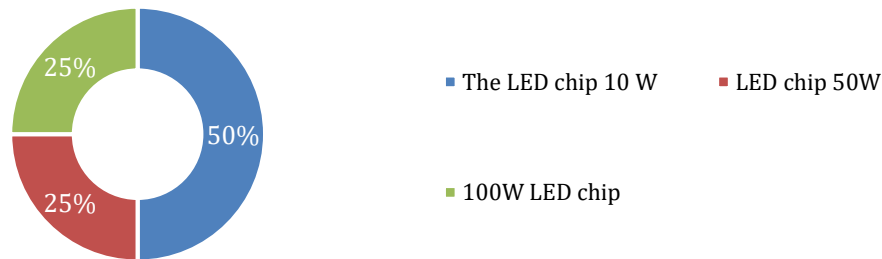 25%
50%
25%
The LED chip 10 W
LED chip 50W
100W LED chip